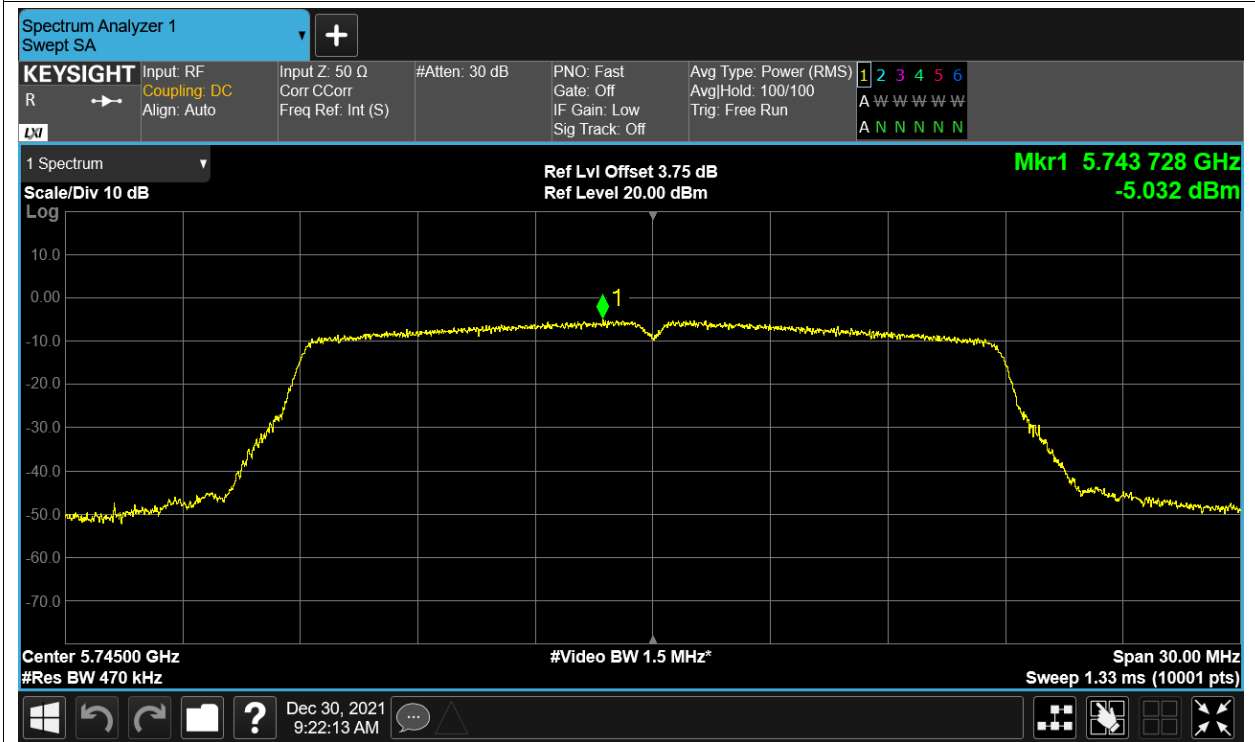 Spectrum Analyzer 1
Swept SA
+
KEYSIGHT
R
LXI
Input: RF
Coupling: DC
Align: Auto
Input Z: 50 Ω
Corr CCorr
Freq Ref: Int (S)
#Atten: 30 dB
PNO: Fast
Gate: Off
IF Gain: Low
Sig Track: Off
Avg Type: Power (RMS)
Avg|Hold: 100/100
Trig: Free Run
1 2 3 4 5 6
A W W W W W
A N N N N N
1 Spectrum
Scale/Div 10 dB
Log
Ref Lvl Offset 3.75 dB
Ref Level 20.00 dBm
Mkr1 5.743 728 GHz
-5.032 dBm
10.0
0.00
-10.0
-20.0
-30.0
-40.0
-50.0
-60.0
-70.0
1
Center 5.74500 GHz
#Res BW 470 kHz
#Video BW 1.5 MHz*
Span 30.00 MHz
Sweep 1.33 ms (10001 pts)
?
Dec 30, 2021
9:22:13 AM